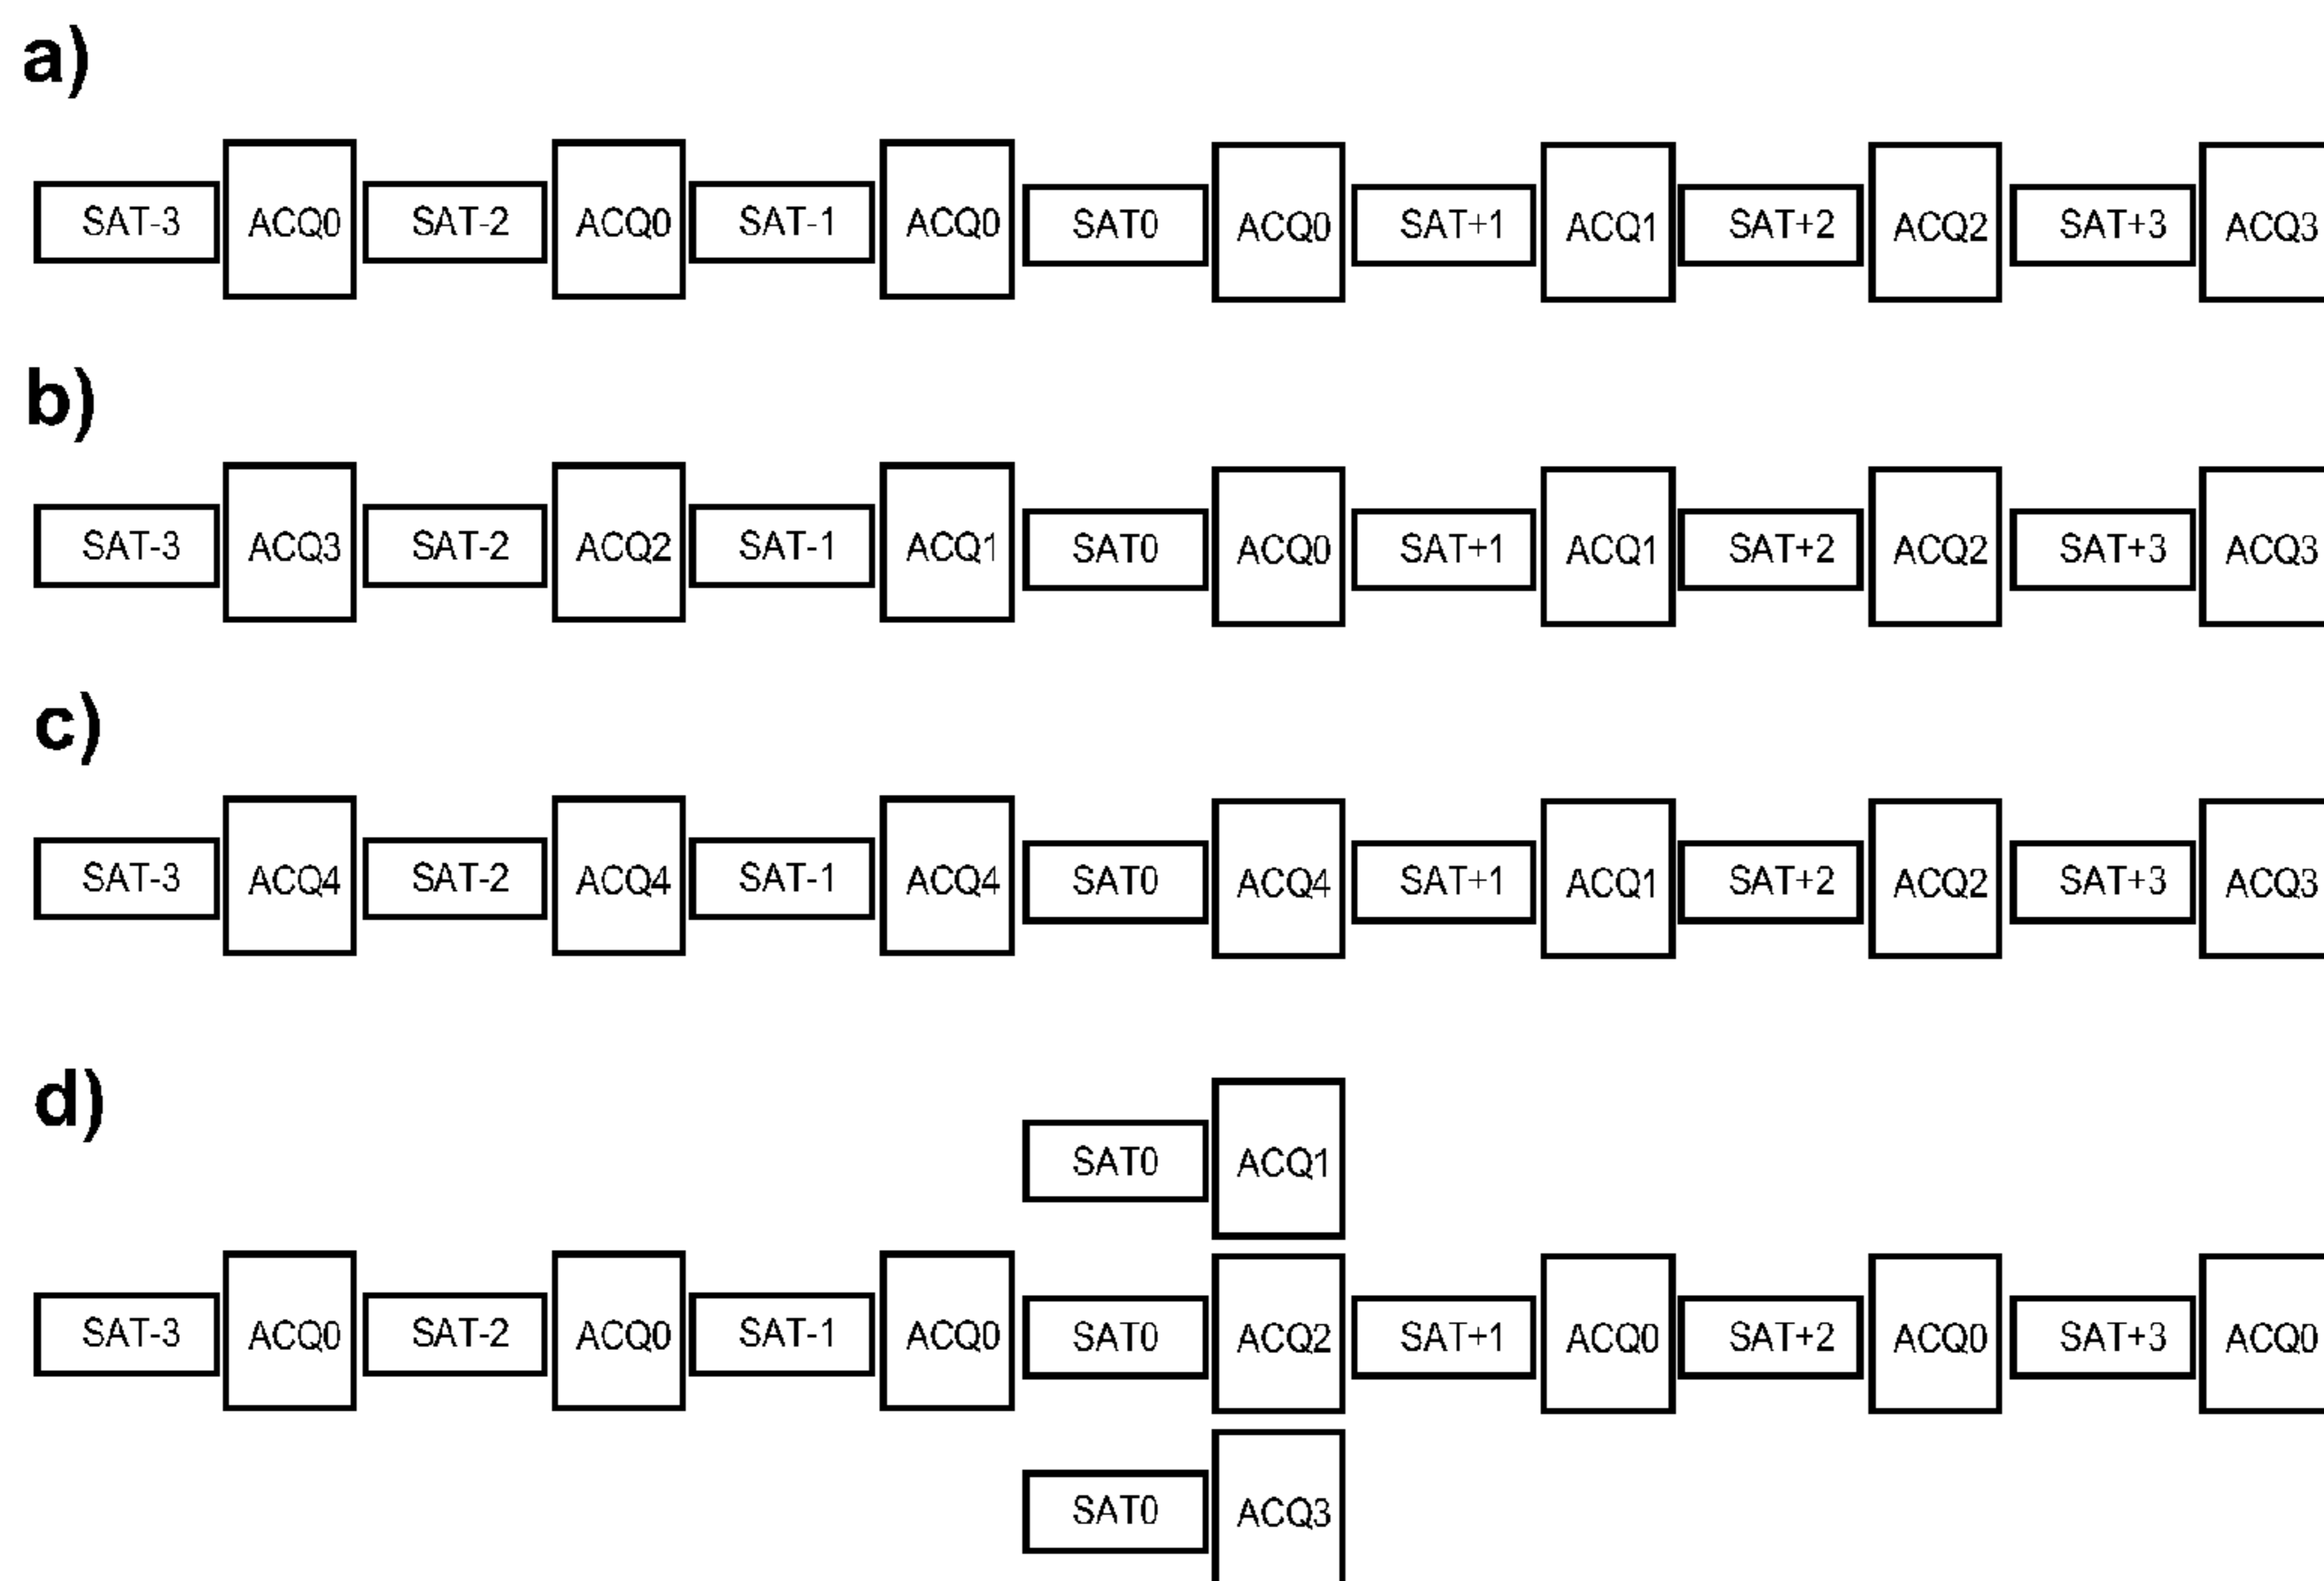 a)
SAT-3 ACQ0 SAT-2 ACQ0 SAT-1 ACQ0 SAT0 ACQ0 SAT+1 ACQ1 SAT+2 ACQ2 SAT+3 ACQ3
b)
SAT-3 ACQ3 SAT-2 ACQ2 SAT-1 ACQ1 SAT0 ACQ0 SAT+1 ACQ1 SAT+2 ACQ2 SAT+3 ACQ3
c)
SAT-3 ACQ4 SAT-2 ACQ4 SAT-1 ACQ4 SAT0 ACQ4 SAT+1 ACQ1 SAT+2 ACQ2 SAT+3 ACQ3
d)
SAT0 ACQ1
SAT-3 ACQ0 SAT-2 ACQ0 SAT-1 ACQ0 SAT0 ACQ2 SAT+1 ACQ0 SAT+2 ACQ0 SAT+3 ACQ0
SAT0 ACQ3